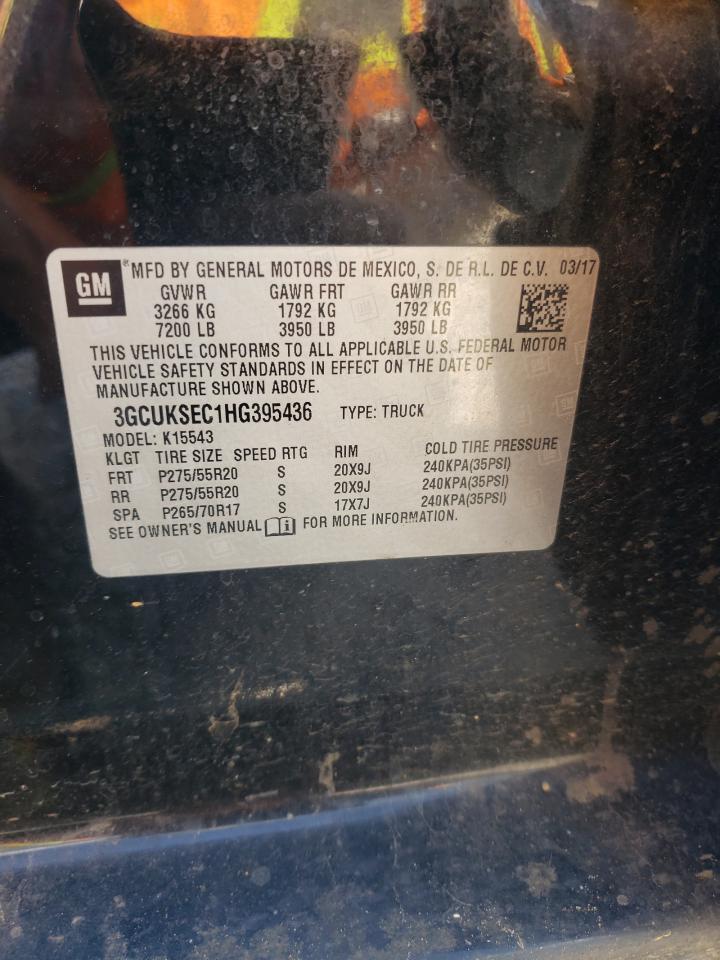 GM *MFD BY GENERAL MOTORS DE MEXICO, S. DE R.L. DE C.V. 03/17
GVWR GAWR FRT GAWR RR
3266 KG 1792 KG 1792 KG
7200 LB 3950 LB 3950 LB
THIS VEHICLE CONFORMS TO ALL APPLICABLE U.S. FEDERAL MOTOR
VEHICLE SAFETY STANDARDS IN EFFECT ON THE DATE OF
MANUFACTURE SHOWN ABOVE.
3GCUKSEC1HG395436 TYPE: TRUCK
MODEL: K15543
KLGT TIRE SIZE SPEED RTG RIM COLD TIRE PRESSURE
FRT P275/55R20 S 20X9J 240KPA(35PSI)
RR P275/55R20 S 20X9J 240KPA(35PSI)
SPA P265/70R17 S 17X7J 240KPA(35PSI)
SEE OWNER'S MANUAL i FOR MORE INFORMATION.